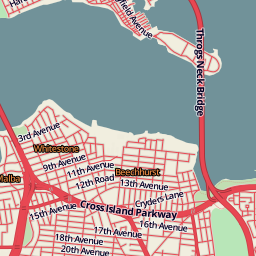 Throgs Neck Bridge
3rd Avenue
Whitestone
9th Avenue
11th Avenue
Beechhurst
12th Road
13th Avenue
Cryders Lane
15th Avenue
Cross Island Parkway
16th Avenue
17th Avenue
18th Avenue
20th Avenue